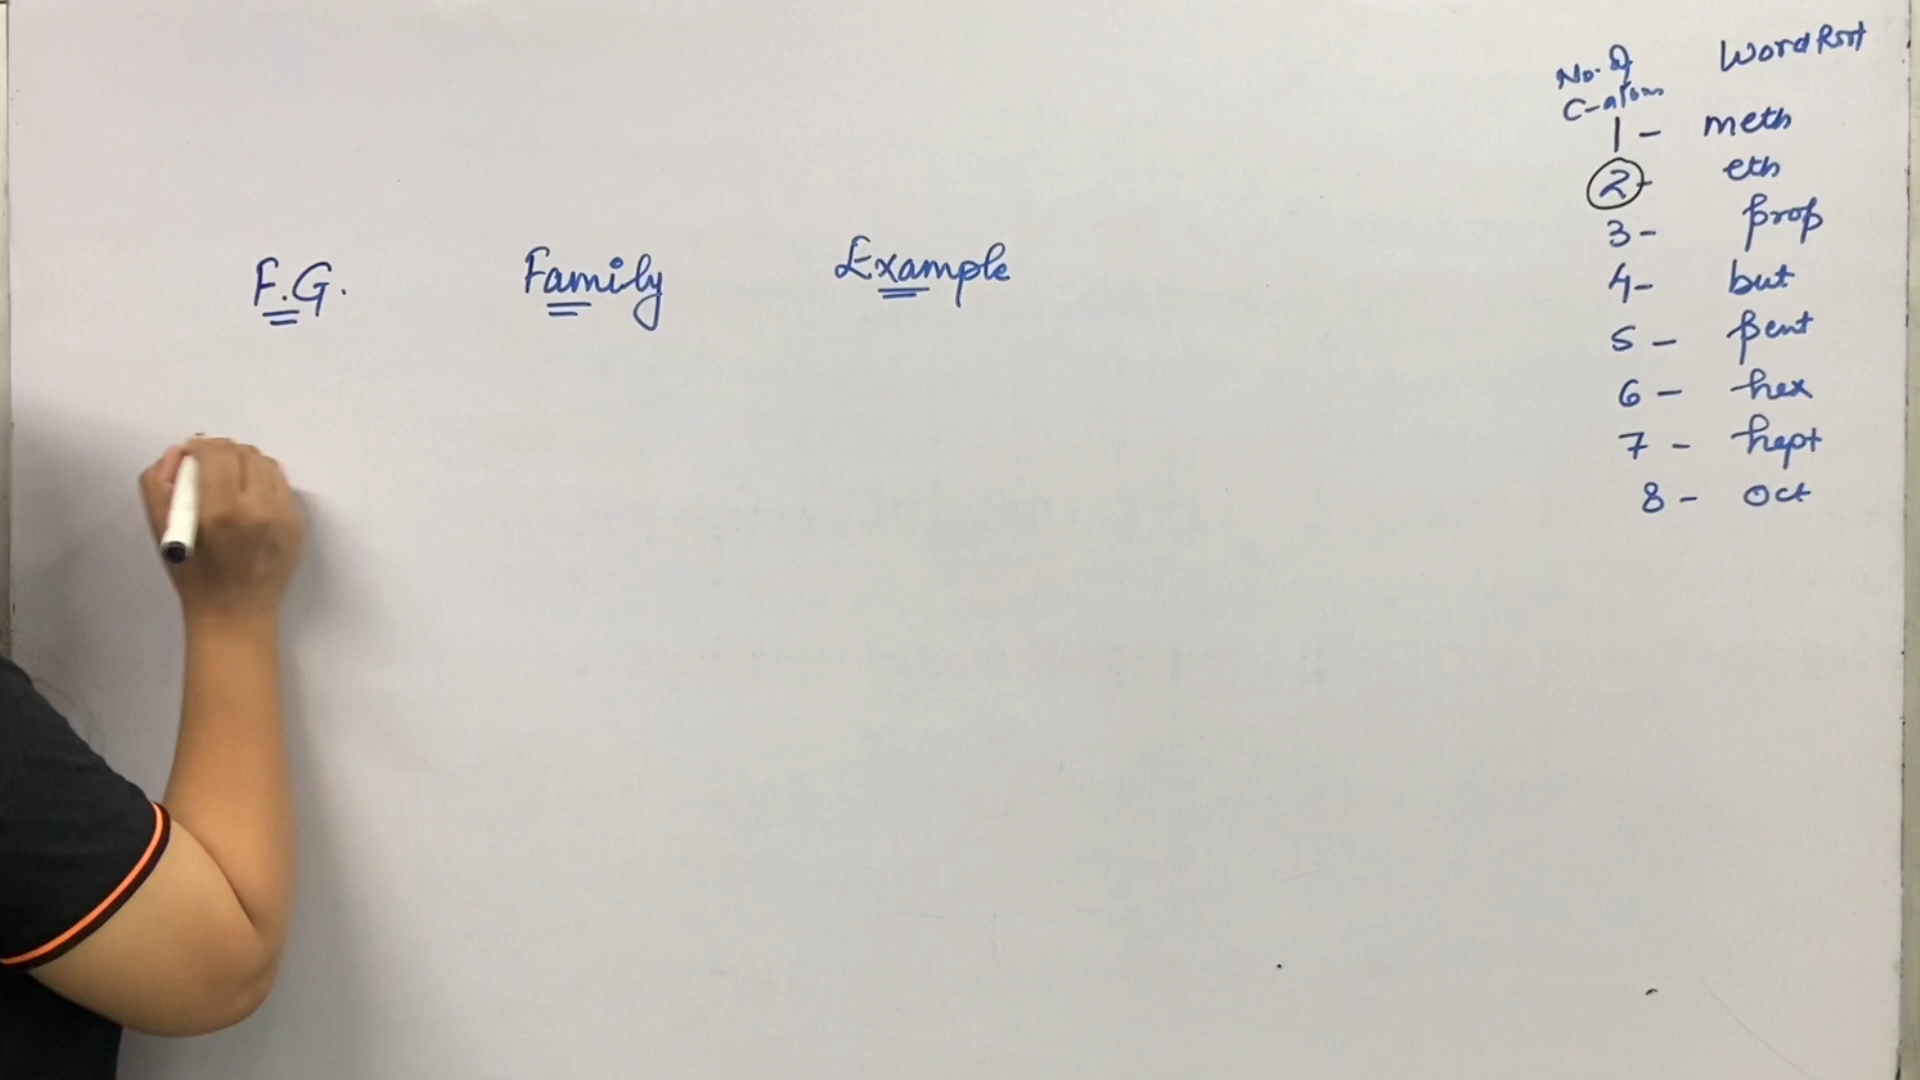 F.G. Family Example
No. of Word Root
C-atoms
1 - meth
2 - eth
3 - prop
4 - but
5 - pent
6 - hex
7 - hept
8 - oct